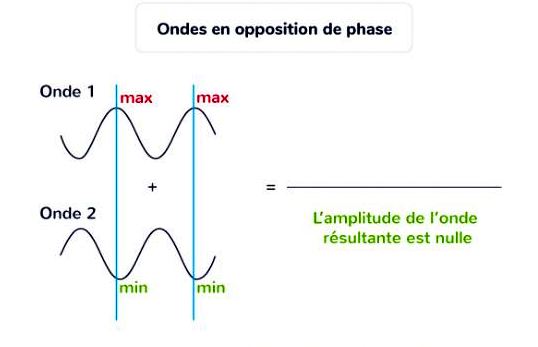 Ondes en opposition de phase
Onde 1
max
max
+
=
Onde 2
L'amplitude de l'onde
résultante est nulle
min
min